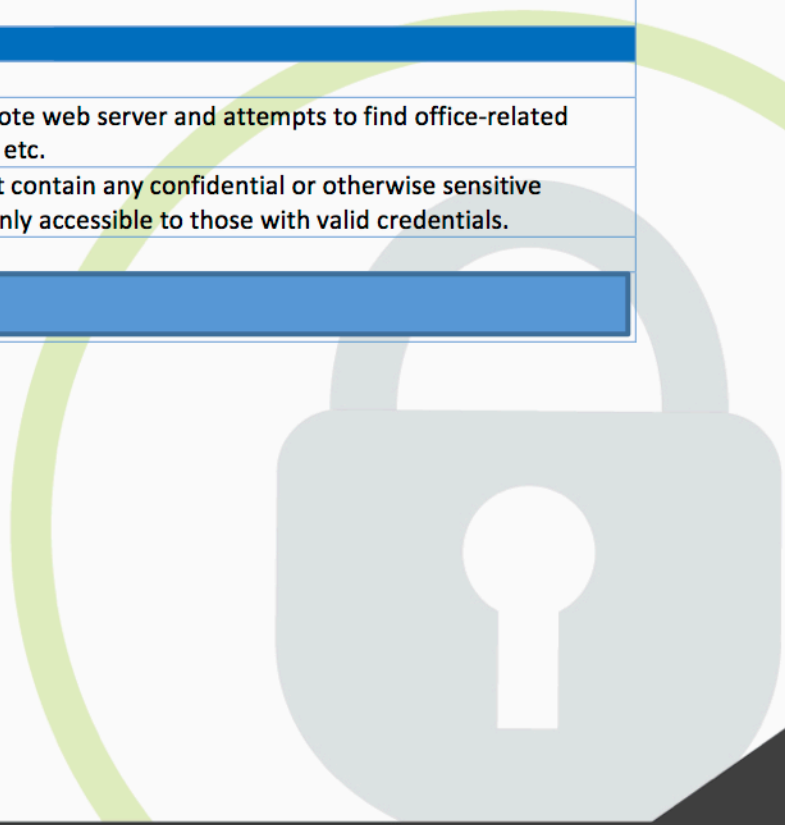 ote web server and attempts to find office-related
etc.
t contain any confidential or otherwise sensitive
nly accessible to those with valid credentials.